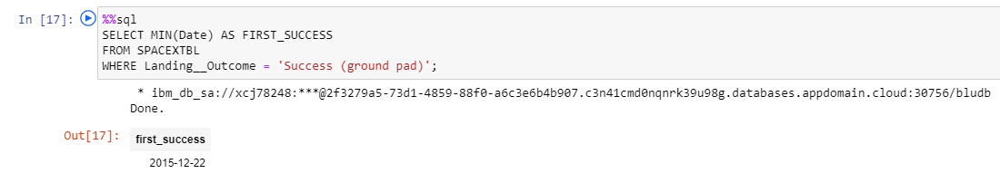 In [17]: %%sql
SELECT MIN(Date) AS FIRST_SUCCESS
FROM SPACEXTBL
WHERE Landing__Outcome = 'Success (ground pad)';
* ibm_db_sa://xcj78248:***@2f3279a5-73d1-4859-88f0-a6c3e6b4b907.c3n41cmd0nqnrk39u98g.databases.appdomain.cloud:30756/bludb
Done.
Out[17]: first_success
2015-12-22